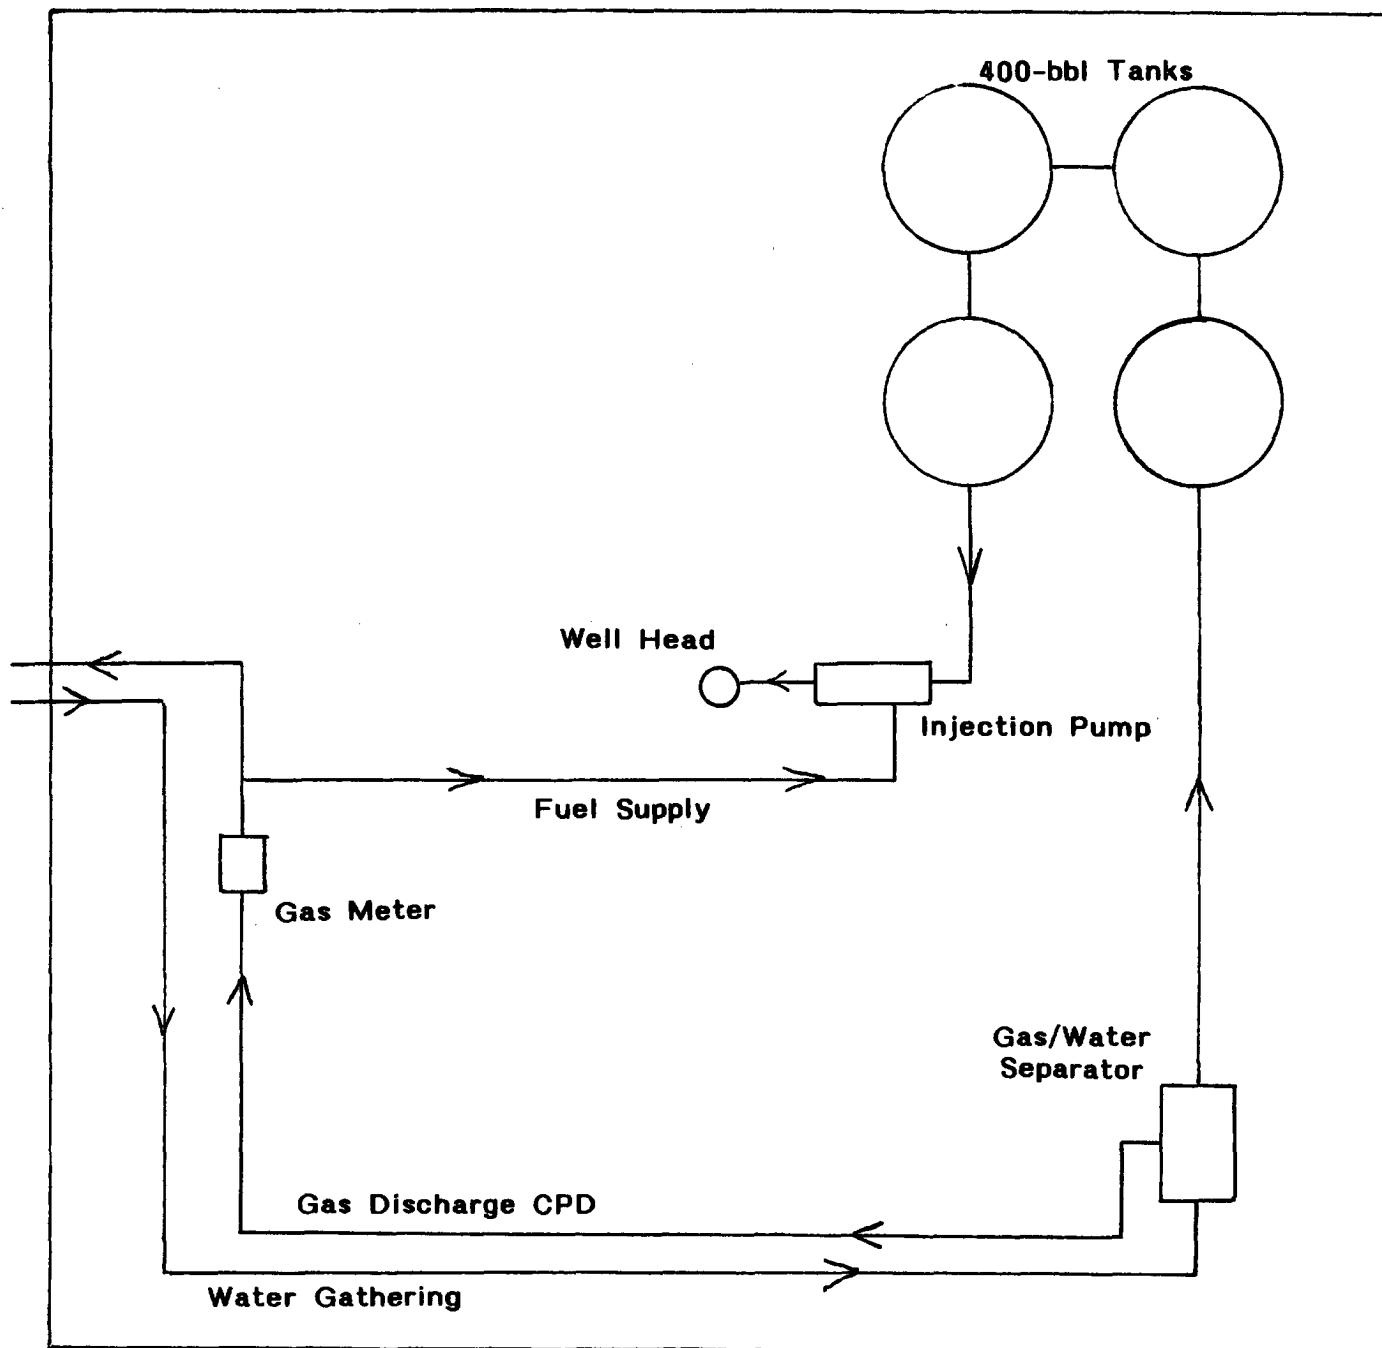 400-bbl Tanks
Well Head
Injection Pump
Fuel Supply
Gas Meter
Gas/Water
Separator
Gas Discharge CPD
Water Gathering